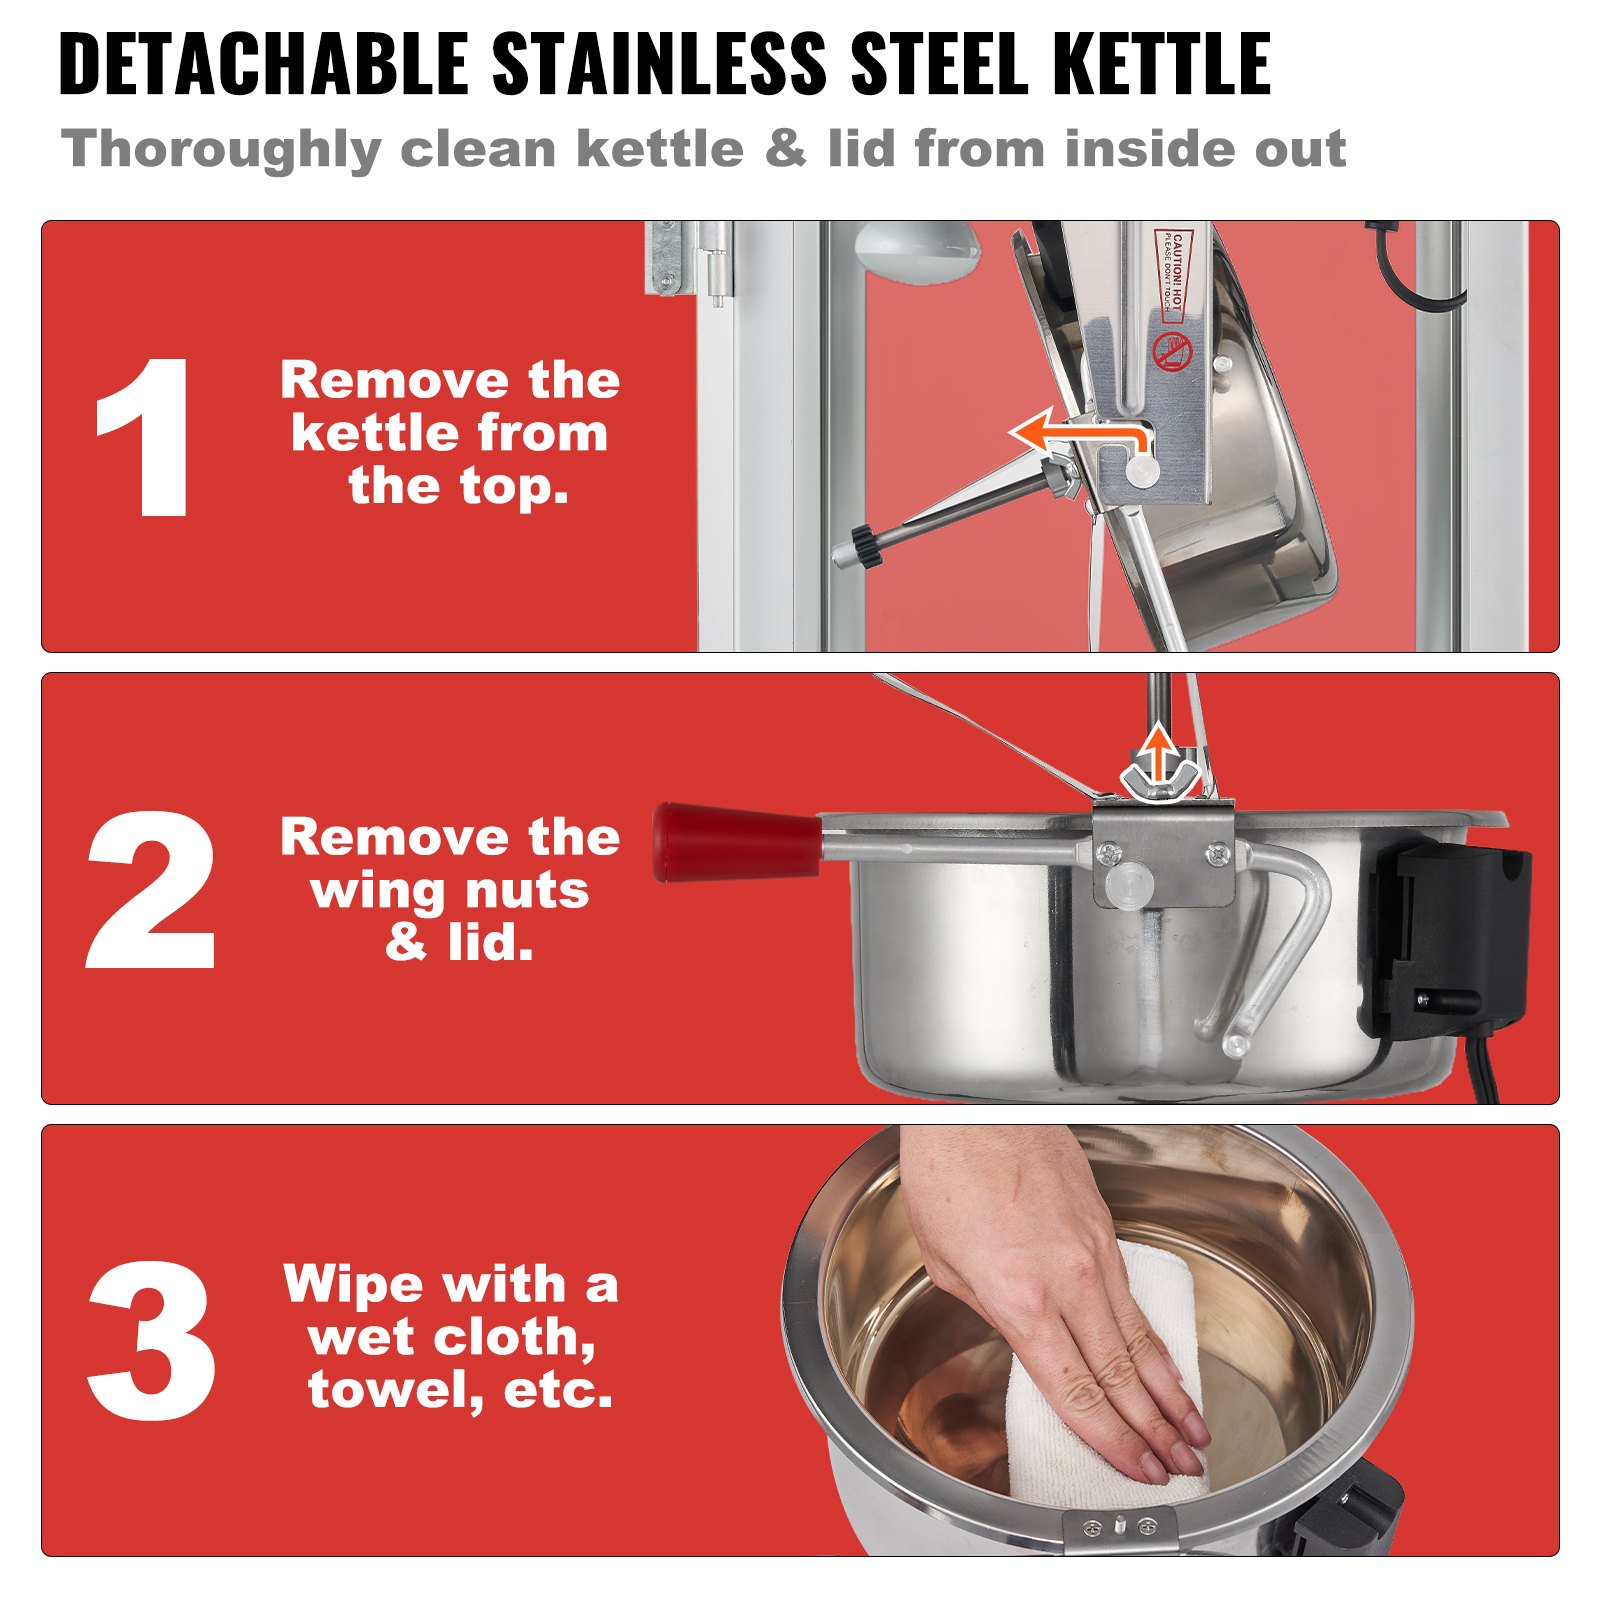 DETACHABLE STAINLESS STEEL KETTLE
Thoroughly clean kettle & lid from inside out
1
Remove the
kettle from
the top.
CAUTION! HOT
PLEASE DON'T TOUCH
2
Remove the
wing nuts
& lid.
3
Wipe with a
wet cloth,
towel, etc.